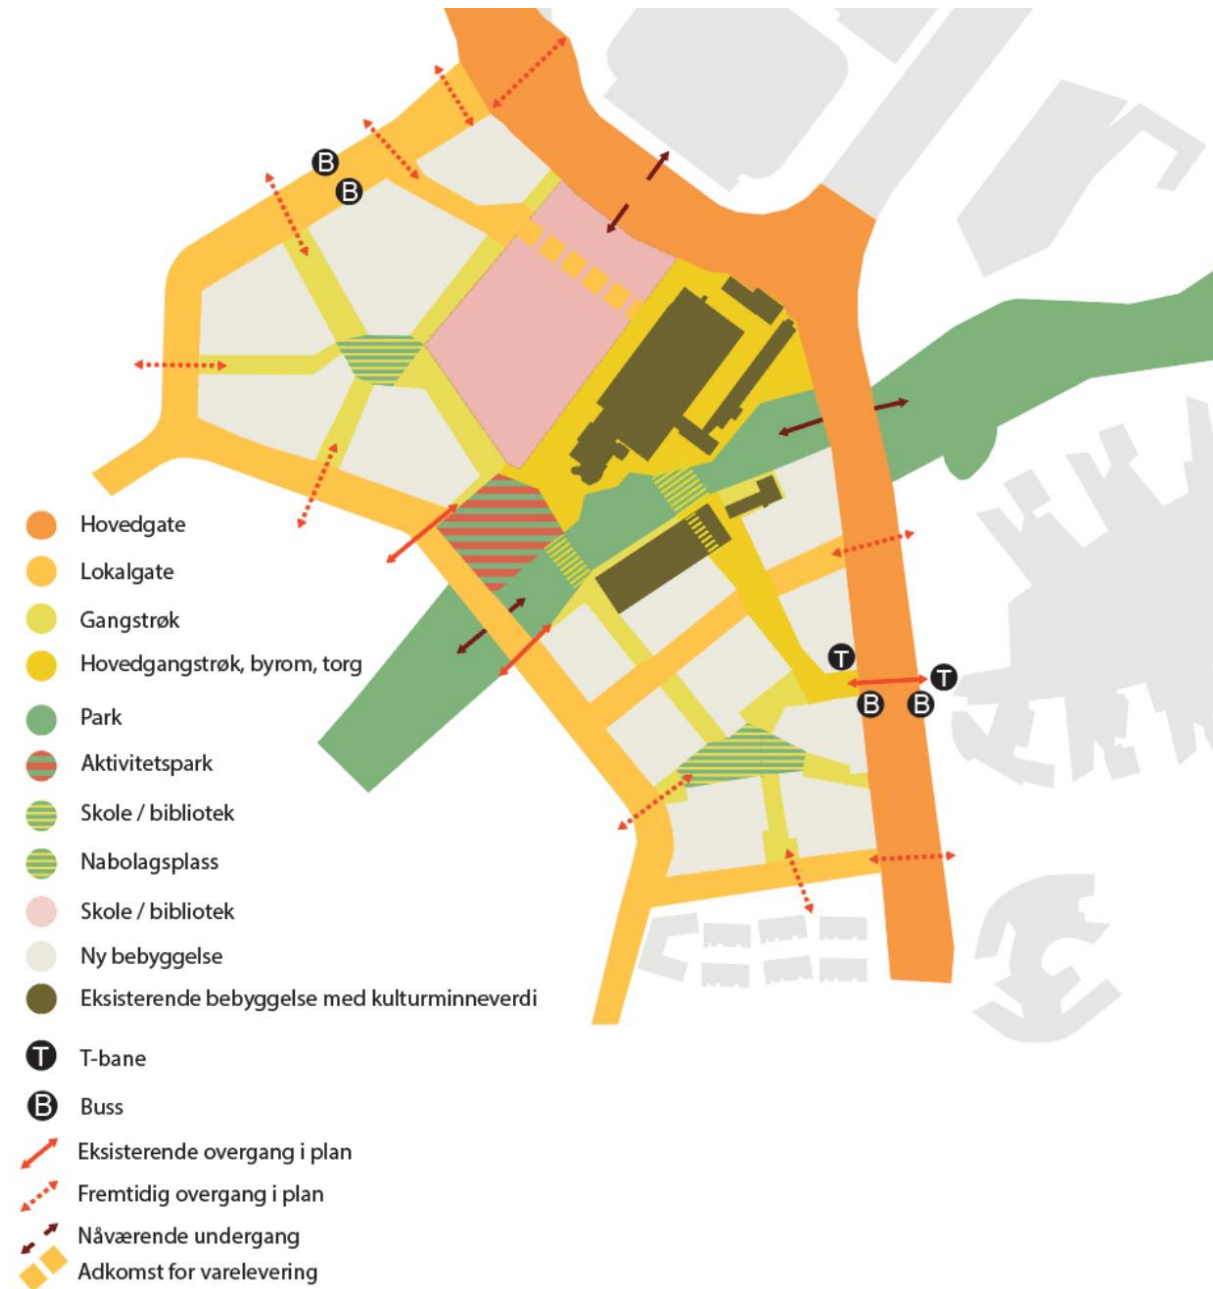 B
B
T
T
B
B
Hovedgate
Lokalgate
Gangstrøk
Hovedgangstrøk, byrom, torg
Park
Aktivitetspark
Skole / bibliotek
Nabolagsplass
Skole / bibliotek
Ny bebyggelse
Eksisterende bebyggelse med kulturminneverdi
T T-bane
B Buss
Eksisterende overgang i plan
Fremtidig overgang i plan
Nåværende undergang
Adkomst for varelevering